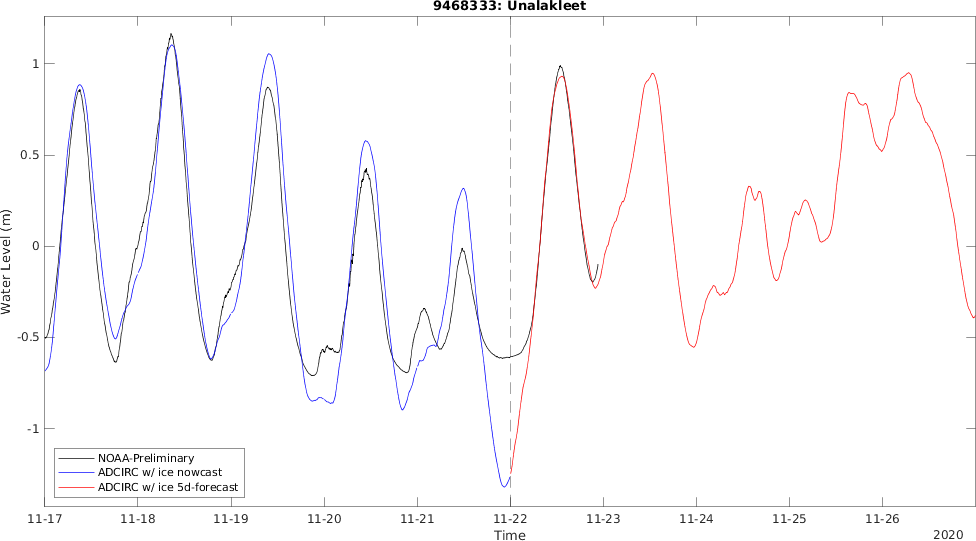 9468333: Unalakleet
Water Level (m)
1
0.5
0
-0.5
-1
NOAA-Preliminary
ADCIRC w/ ice nowcast
ADCIRC w/ ice 5d-forecast
11-17 11-18 11-19 11-20 11-21 11-22 11-23 11-24 11-25 11-26
Time
2020